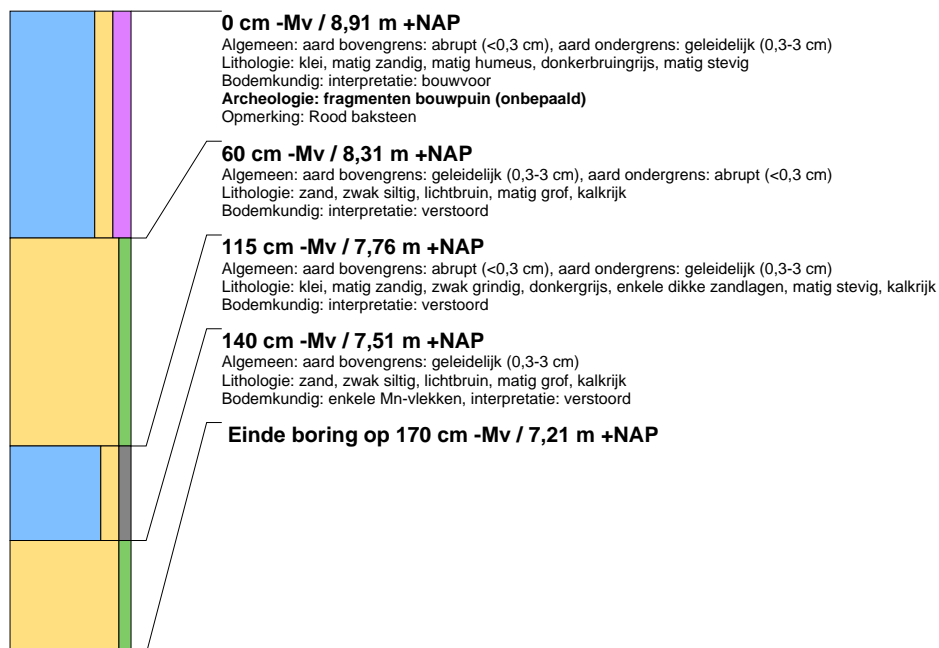 0 cm -Mv / 8,91 m +NAP
Algemeen: aard bovengrens: abrupt (<0,3 cm), aard ondergrens: geleidelijk (0,3-3 cm)
Lithologie: klei, matig zandig, matig humeus, donkerbruingrijs, matig stevig
Bodemkundig: interpretatie: bouwvoor
Archeologie: fragmenten bouwpuin (onbepaald)
Opmerking: Rood baksteen
60 cm -Mv / 8,31 m +NAP
Algemeen: aard bovengrens: geleidelijk (0,3-3 cm), aard ondergrens: abrupt (<0,3 cm)
Lithologie: zand, zwak siltig, lichtbruin, matig grof, kalkrijk
Bodemkundig: interpretatie: verstoord
115 cm -Mv / 7,76 m +NAP
Algemeen: aard bovengrens: abrupt (<0,3 cm), aard ondergrens: geleidelijk (0,3-3 cm)
Lithologie: klei, matig zandig, zwak grindig, donkergrijs, enkele dikke zandlagen, matig stevig, kalkrijk
Bodemkundig: interpretatie: verstoord
140 cm -Mv / 7,51 m +NAP
Algemeen: aard bovengrens: geleidelijk (0,3-3 cm)
Lithologie: zand, zwak siltig, lichtbruin, matig grof, kalkrijk
Bodemkundig: enkele Mn-vlekken, interpretatie: verstoord
Einde boring op 170 cm -Mv / 7,21 m +NAP